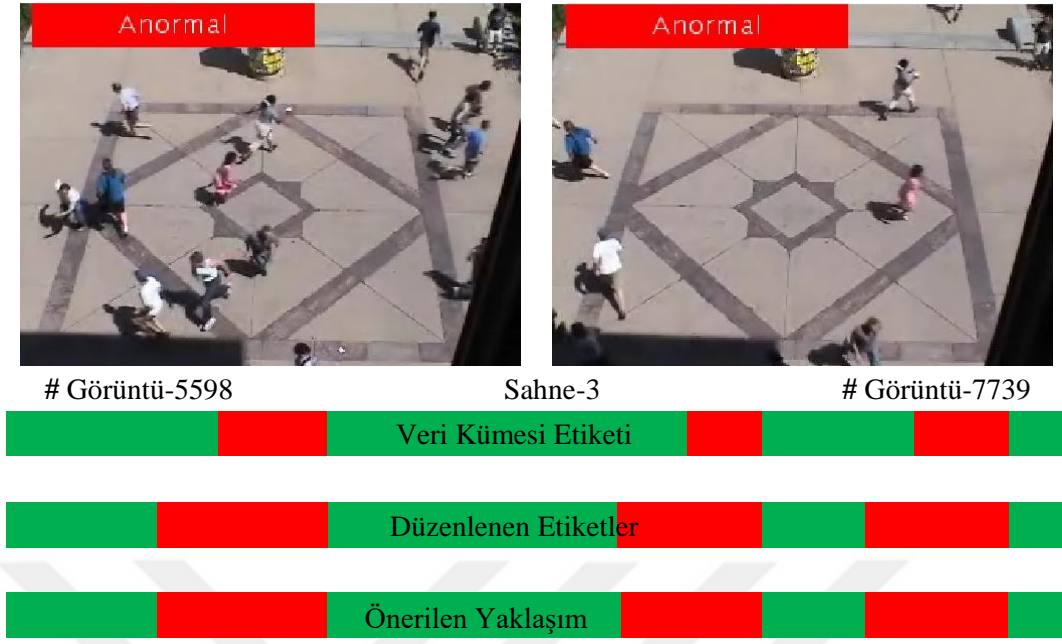 Anormal
Anormal
# Görüntü-5598
Sahne-3
# Görüntü-7739
Veri Kümesi Etiketi
Düzenlenen Etiketler
Önerilen Yaklaşım